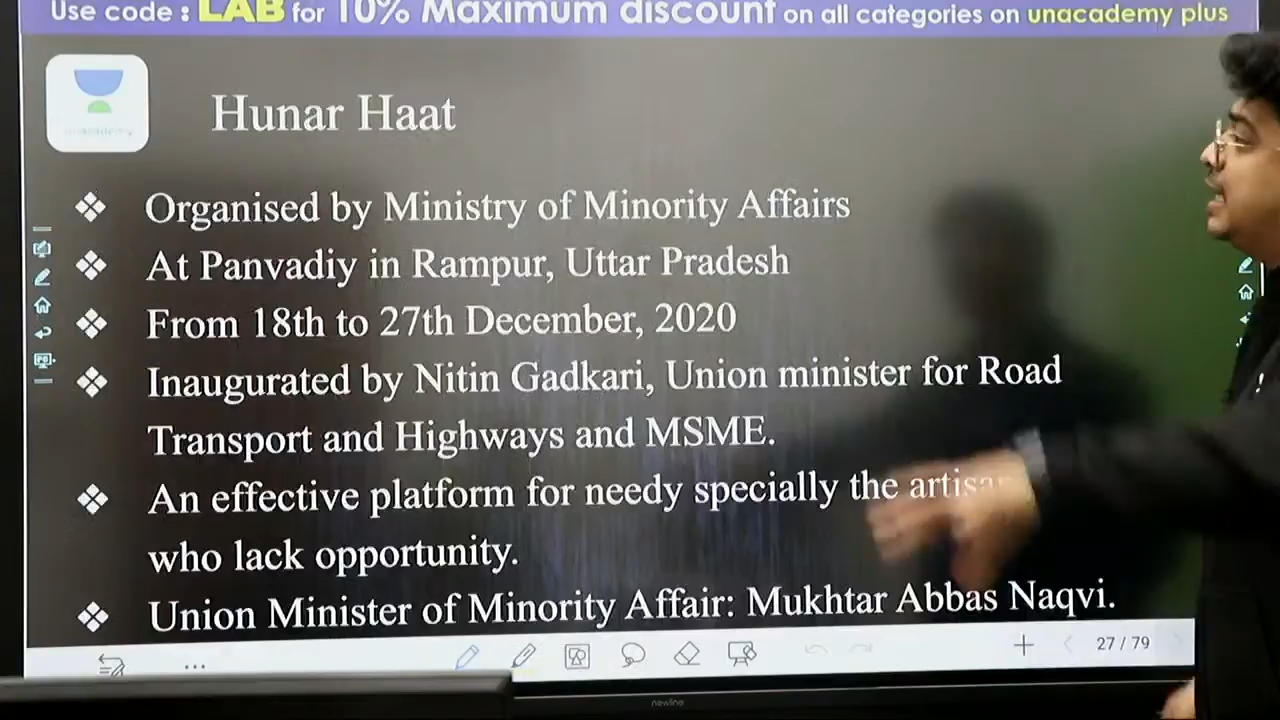 Use code : LAB for 10% Maximum discount on all categories on unacademy plus
unacademy
Hunar Haat
❖ Organised by Ministry of Minority Affairs
❖ At Panvadiy in Rampur, Uttar Pradesh
❖ From 18th to 27th December, 2020
❖ Inaugurated by Nitin Gadkari, Union minister for Road
Transport and Highways and MSME.
❖ An effective platform for needy specially the
who lack opportunity.
❖ Union Minister of Minority Affair: Mukhtar Abbas Naqvi.
27 / 79
newline